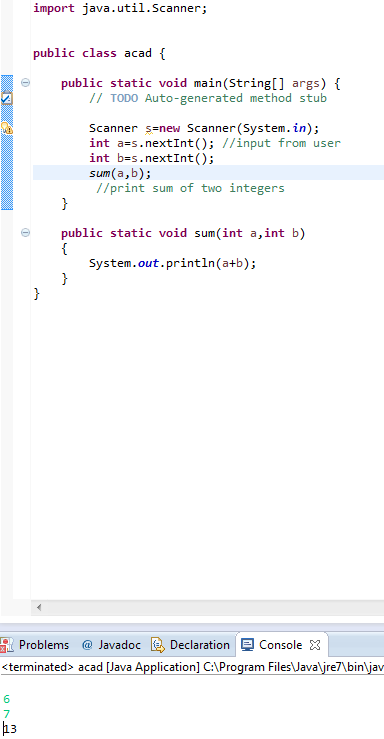 import java.util.Scanner;
public class acad {
public static void main(String[] args) {
// TODO Auto-generated method stub
Scanner s=new Scanner(System.in);
int a=s.nextInt(); //input from user
int b=s.nextInt();
sum(a,b);
//print sum of two integers
}
public static void sum(int a,int b)
{
System.out.println(a+b);
}
}
Problems @ Javadoc Declaration Console
<terminated> acad [Java Application] C:\Program Files\Java\jre7\bin\jav
6
7
13